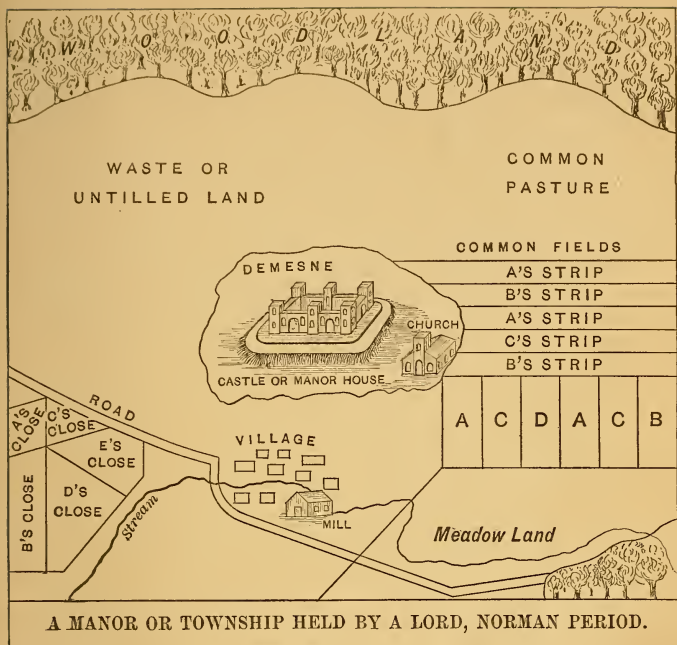 WOODLAND
WASTE OR
UNTILLED LAND
COMMON
PASTURE
COMMON FIELDS
A'S STRIP
B'S STRIP
A'S STRIP
C'S STRIP
B'S STRIP
DEMESNE
CHURCH
CASTLE OR MANOR HOUSE
A C D A C B
ROAD
A'S
CLOSE
C'S
CLOSE
E'S
CLOSE
D'S
CLOSE
B'S CLOSE
VILLAGE
Stream
MILL
Meadow Land
A MANOR OR TOWNSHIP HELD BY A LORD, NORMAN PERIOD.